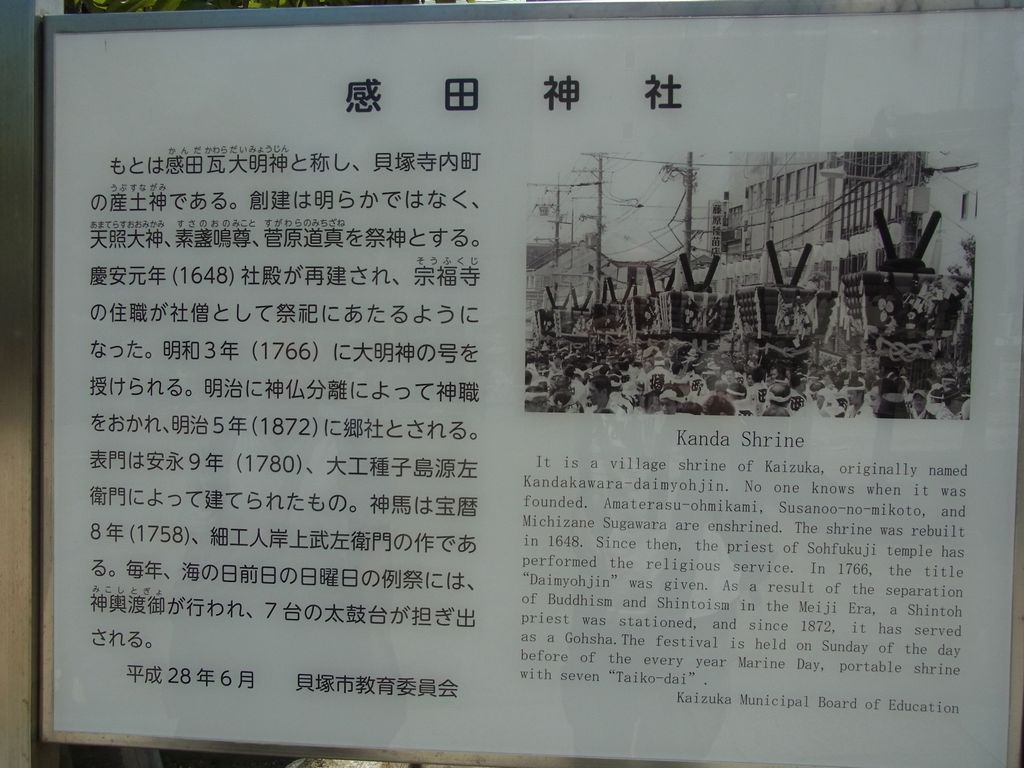 感田神社
もとは感田瓦大明神と称し、貝塚寺内町
の産土神である。創建は明らかではなく、
天照大神、素盞鳴尊、菅原道真を祭神とする。
慶安元年(1648)社殿が再建され、宗福寺
の住職が社僧として祭祀にあたるように
なった。明和3年(1766)に大明神の号を
授けられる。明治に神仏分離によって神職
をおかれ、明治5年(1872)に郷社とされる。
表門は安永9年(1780)、大工種子島源左
衛門によって建てられたもの。神馬は宝暦
8年(1758)、細工人岸上武左衛門の作であ
る。毎年、海の日前日の日曜日の例祭には、
神輿渡御が行われ、7台の太鼓台が担ぎ出
される。
平成28年6月 貝塚市教育委員会
Kanda Shrine
It is a village shrine of Kaizuka, originally named
Kandakawara-daimyohjin. No one knows when it was
founded. Amaterasu-ohmikami, Susanoo-no-mikoto, and
Michizane Sugawara are enshrined. The shrine was rebuilt
in 1648. Since then, the priest of Sohfukuji temple has
performed the religious service. In 1766, the title
“Daimyohjin” was given. As a result of the separation
of Buddhism and Shintoism in the Meiji Era, a Shintoh
priest was stationed, and since 1872, it has served
as a Gohsha.The festival is held on Sunday of the day
before of the every year Marine Day, portable shrine
with seven “Taiko-dai”.
Kaizuka Municipal Board of Education